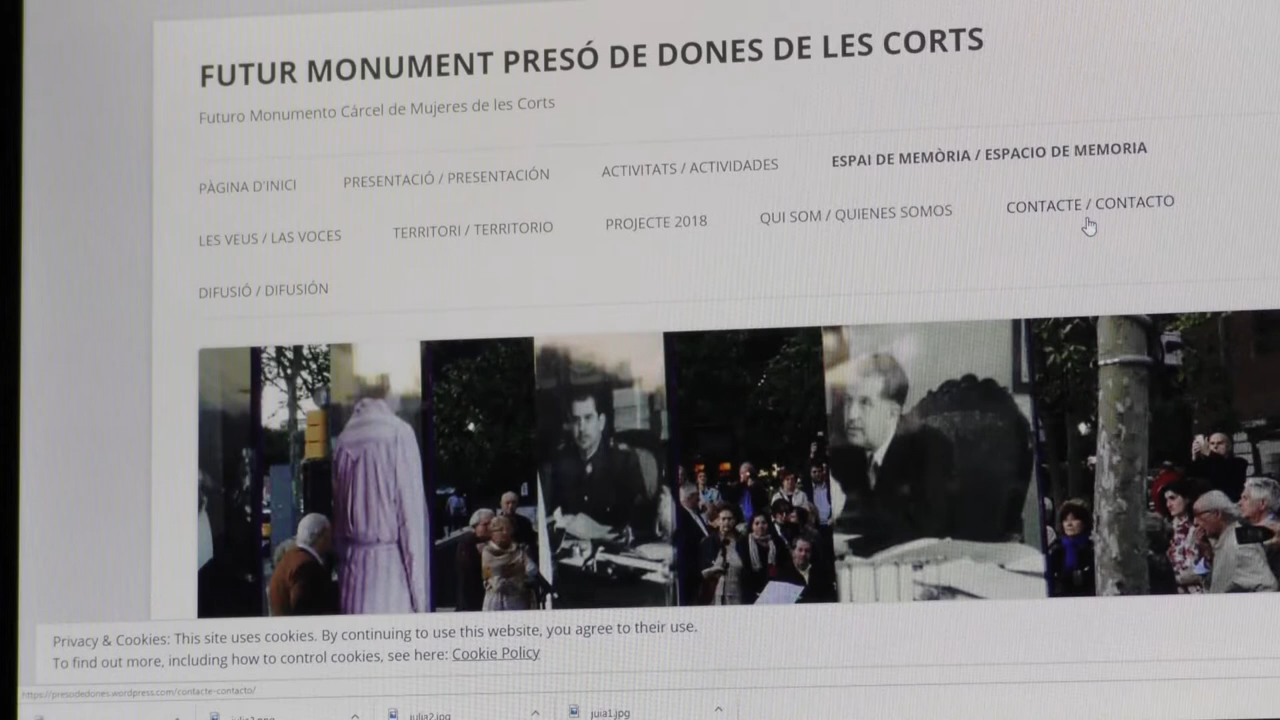 FUTUR MONUMENT PRESÓ DE DONES DE LES CORTS
Futuro Monumento Cárcel de Mujeres de les Corts
PÀGINA D'INICI PRESENTACIÓ / PRESENTACIÓN ACTIVITATS / ACTIVIDADES ESPAI DE MEMÒRIA / ESPACIO DE MEMORIA
LES VEUS / LAS VOCES TERRITORI / TERRITORIO PROJECTE 2018 QUI SOM / QUIENES SOMOS CONTACTE / CONTACTO
DIFUSIÓ / DIFUSIÓN
Privacy & Cookies: This site uses cookies. By continuing to use this website, you agree to their use.
To find out more, including how to control cookies, see here: Cookie Policy
https://presodedones.wordpress.com/contacte-contacto/
julia2.jpg juia1.jpg